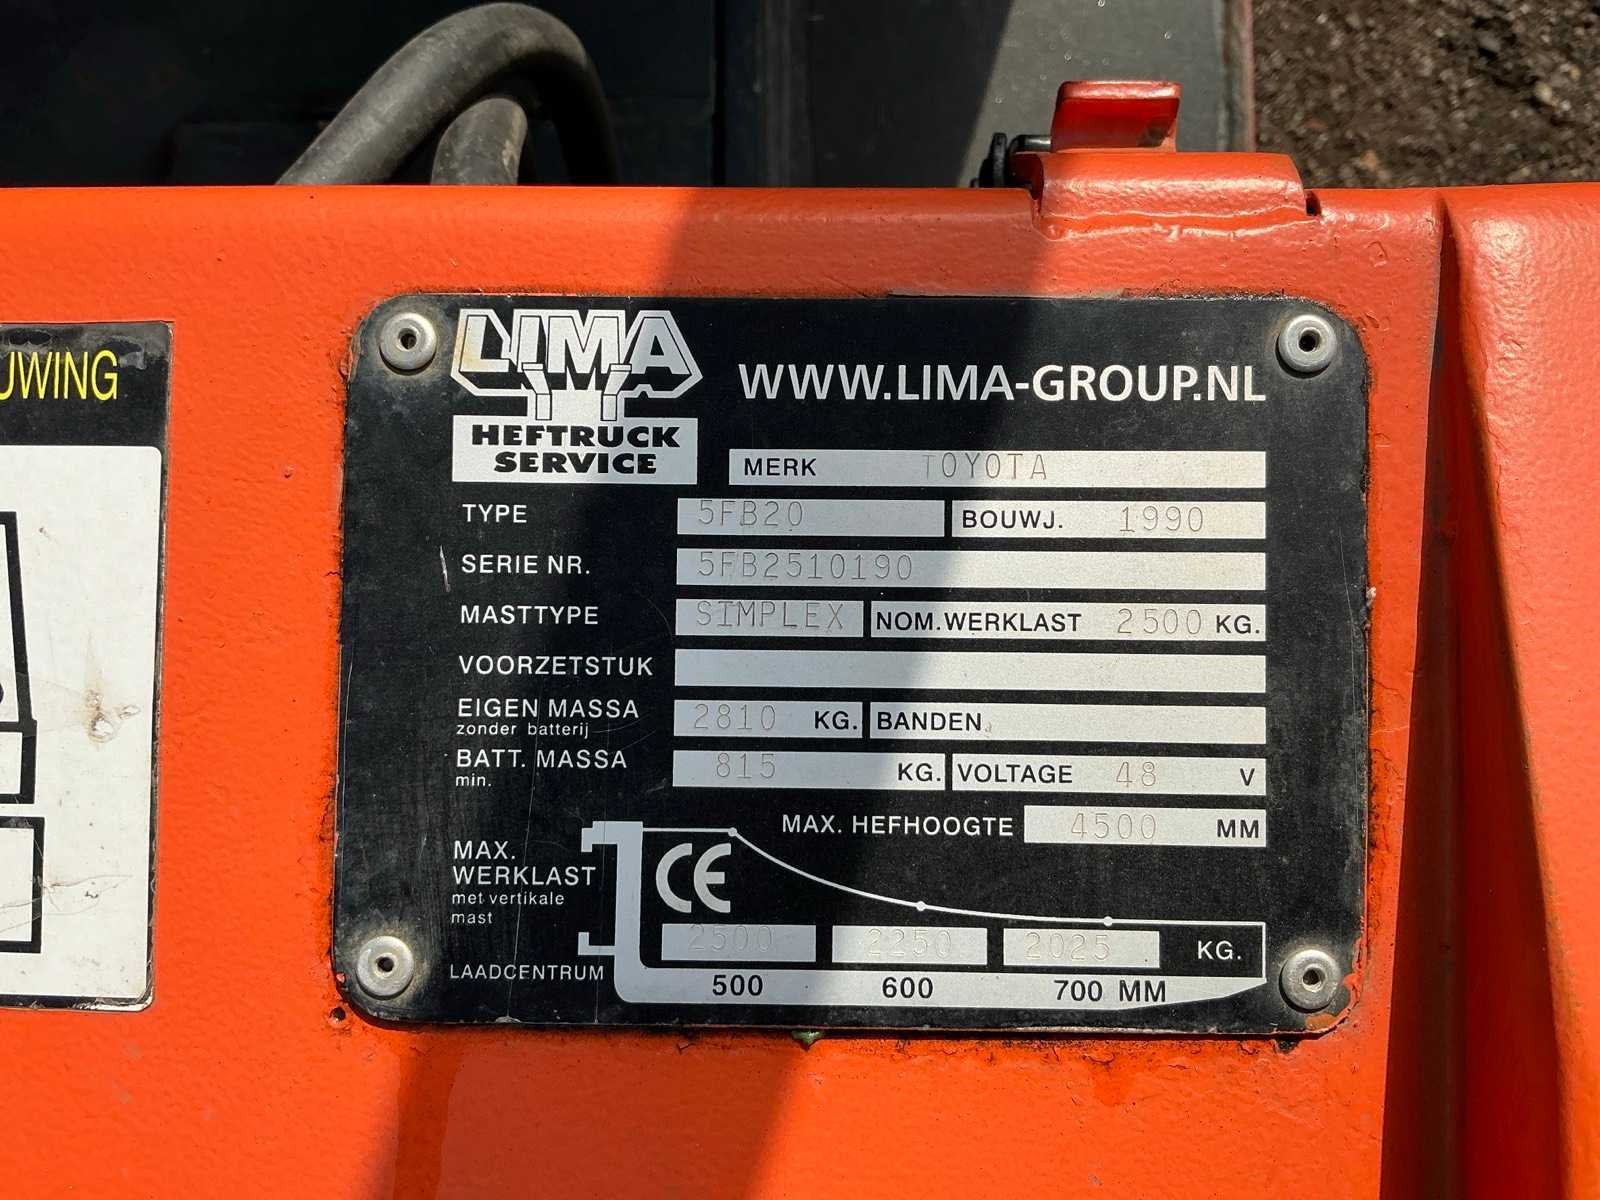 UWING
LIMA
HEFTRUCK
SERVICE
WWW.LIMA-GROUP.NL
MERK TOYOTA
TYPE 5FB20 BOUWJ. 1990
SERIE NR. 5FB2510190
MASTTYPE SIMPLEX NOM.WERKLAST 2500 KG.
VOORZETSTUK
EIGEN MASSA 2810 KG. BANDEN
zonder batterij
BATT. MASSA 815 KG. VOLTAGE 48 V
min.
MAX. HEFHOOGTE 4500 MM
MAX.
WERKLAST
met vertikale
mast
CE
2500 2250 2025 KG.
LAADCENTRUM 500 600 700 MM